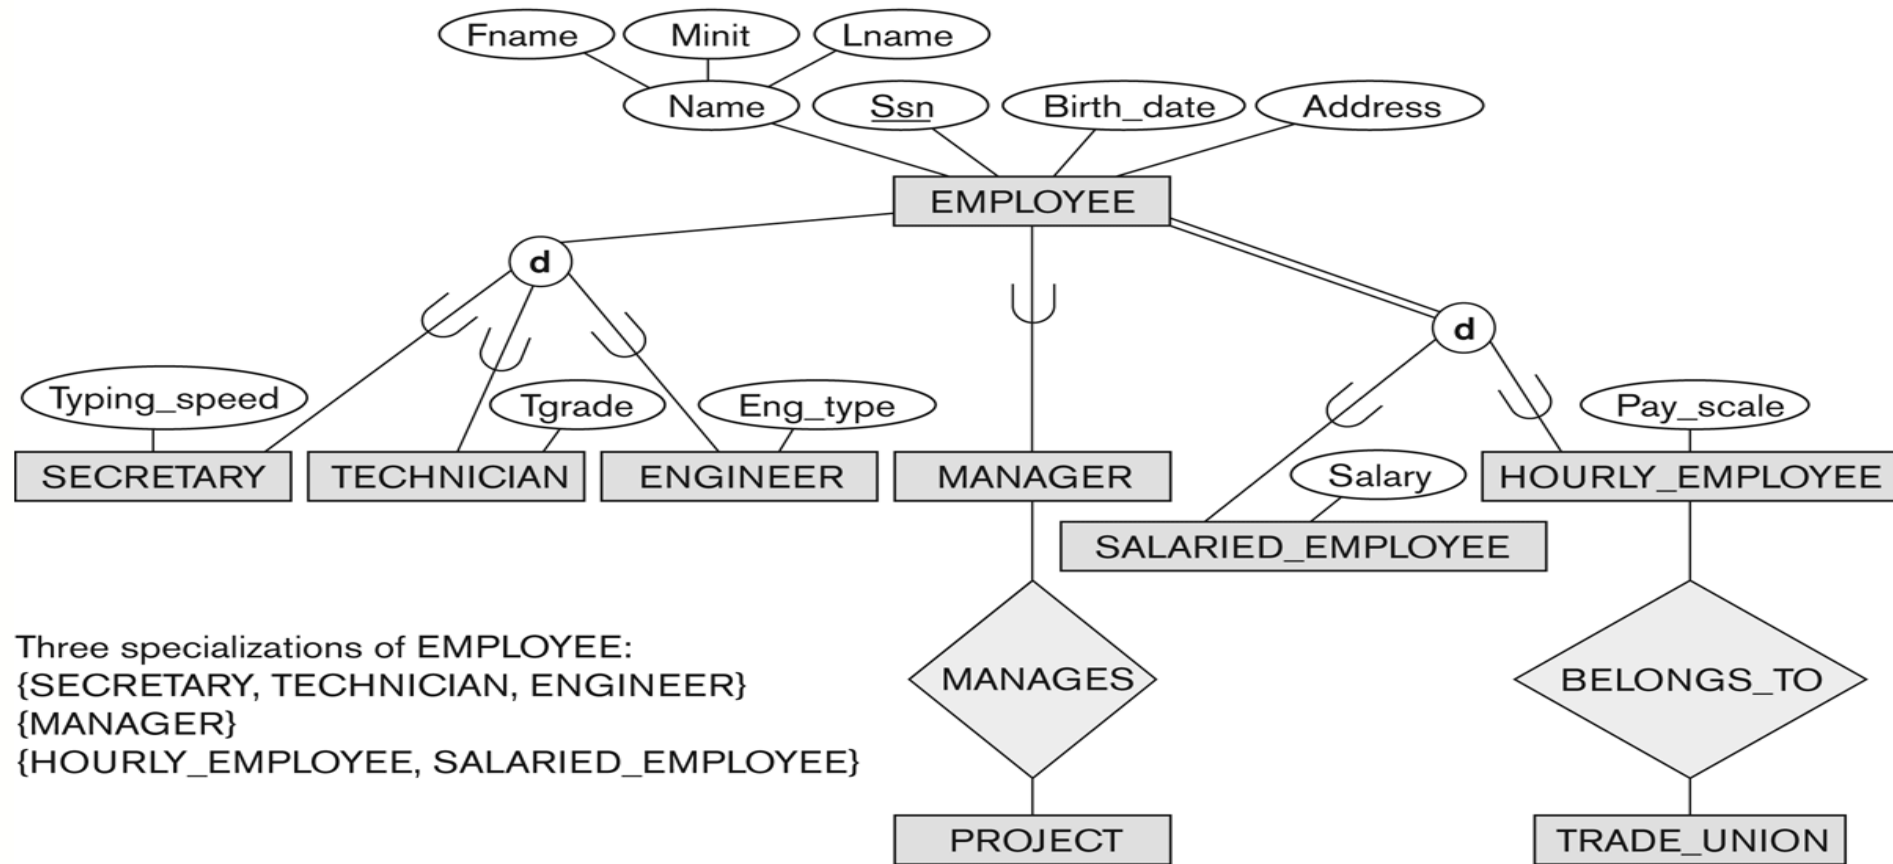 Fname Minit Lname
Name Ssn Birth_date Address
EMPLOYEE
d
d
Typing_speed Tgrade Eng_type Pay_scale
SECRETARY TECHNICIAN ENGINEER MANAGER Salary HOURLY_EMPLOYEE
SALARIED_EMPLOYEE
Three specializations of EMPLOYEE:
{SECRETARY, TECHNICIAN, ENGINEER}
{MANAGER}
{HOURLY_EMPLOYEE, SALARIED_EMPLOYEE}
MANAGES BELONGS_TO
PROJECT TRADE_UNION